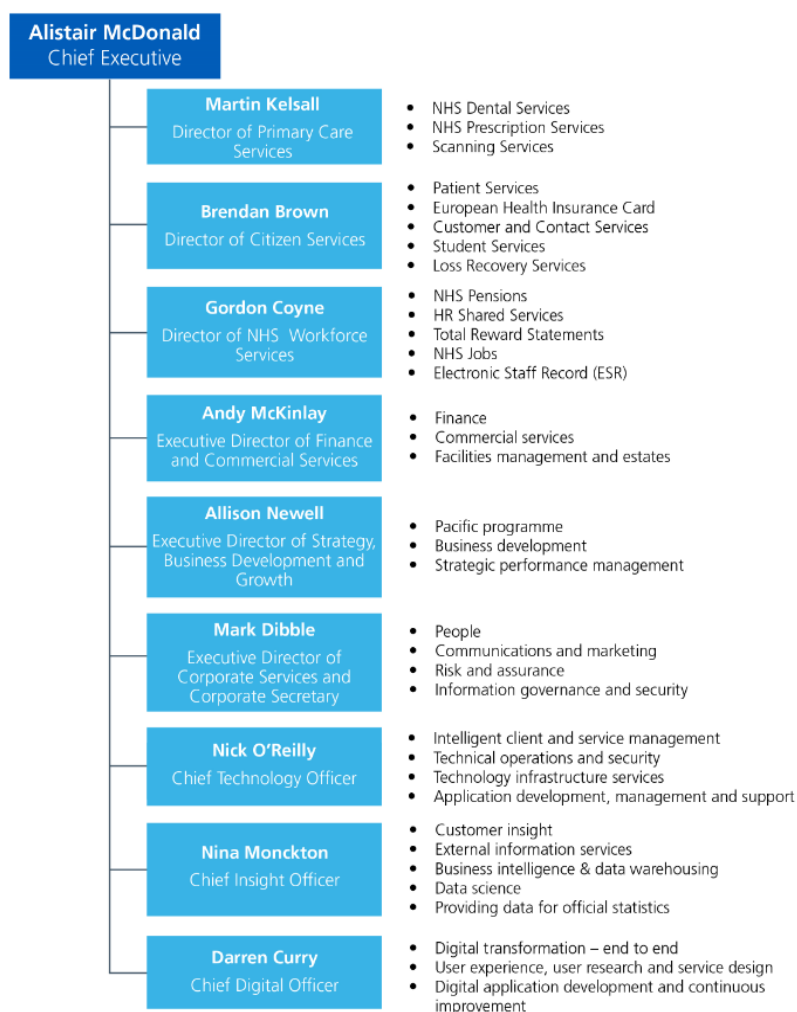 Alistair McDonald
Chief Executive
Martin Kelsall
Director of Primary Care
Services
• NHS Dental Services
• NHS Prescription Services
• Scanning Services
Brendan Brown
Director of Citizen Services
• Patient Services
• European Health Insurance Card
• Customer and Contact Services
• Student Services
• Loss Recovery Services
Gordon Coyne
Director of NHS Workforce
Services
• NHS Pensions
• HR Shared Services
• Total Reward Statements
• NHS Jobs
• Electronic Staff Record (ESR)
Andy McKinlay
Executive Director of Finance
and Commercial Services
• Finance
• Commercial services
• Facilities management and estates
Allison Newell
Executive Director of Strategy,
Business Development and
Growth
• Pacific programme
• Business development
• Strategic performance management
Mark Dibble
Executive Director of
Corporate Services and
Corporate Secretary
• People
• Communications and marketing
• Risk and assurance
• Information governance and security
Nick O'Reilly
Chief Technology Officer
• Intelligent client and service management
• Technical operations and security
• Technology infrastructure services
• Application development, management and support
Nina Monckton
Chief Insight Officer
• Customer insight
• External information services
• Business intelligence & data warehousing
• Data science
• Providing data for official statistics
Darren Curry
Chief Digital Officer
• Digital transformation – end to end
• User experience, user research and service design
• Digital application development and continuous
improvement